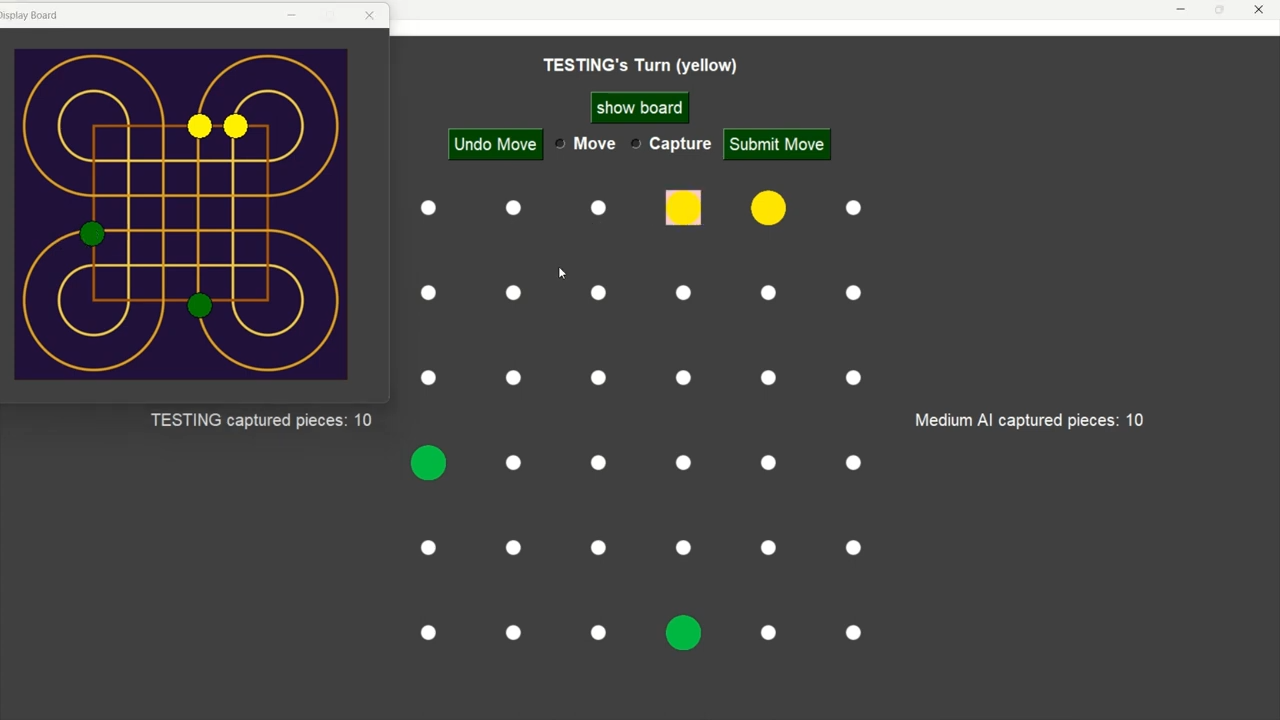 Display Board
TESTING's Turn (yellow)
show board
Undo Move
Move
Capture
Submit Move
TESTING captured pieces: 10
Medium AI captured pieces: 10